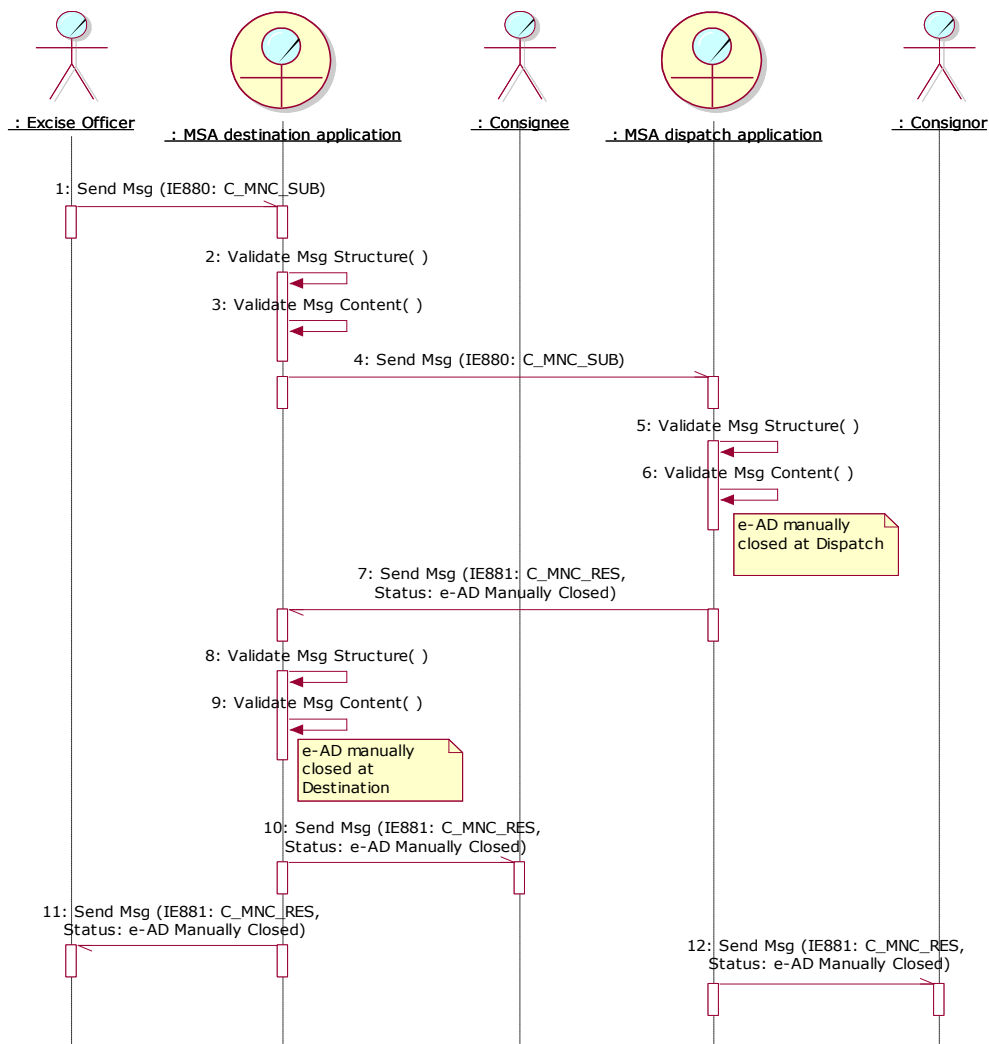 : Excise Officer
: MSA destination application
: Consignee
: MSA dispatch application
: Consignor
1: Send Msg (IE880: C_MNC_SUB)
2: Validate Msg Structure( )
3: Validate Msg Content( )
4: Send Msg (IE880: C_MNC_SUB)
5: Validate Msg Structure( )
6: Validate Msg Content( )
e-AD manually
closed at Dispatch
7: Send Msg (IE881: C_MNC_RES,
Status: e-AD Manually Closed)
8: Validate Msg Structure( )
9: Validate Msg Content( )
e-AD manually
closed at
Destination
10: Send Msg (IE881: C_MNC_RES,
Status: e-AD Manually Closed)
11: Send Msg (IE881: C_MNC_RES,
Status: e-AD Manually Closed)
12: Send Msg (IE881: C_MNC_RES,
Status: e-AD Manually Closed)